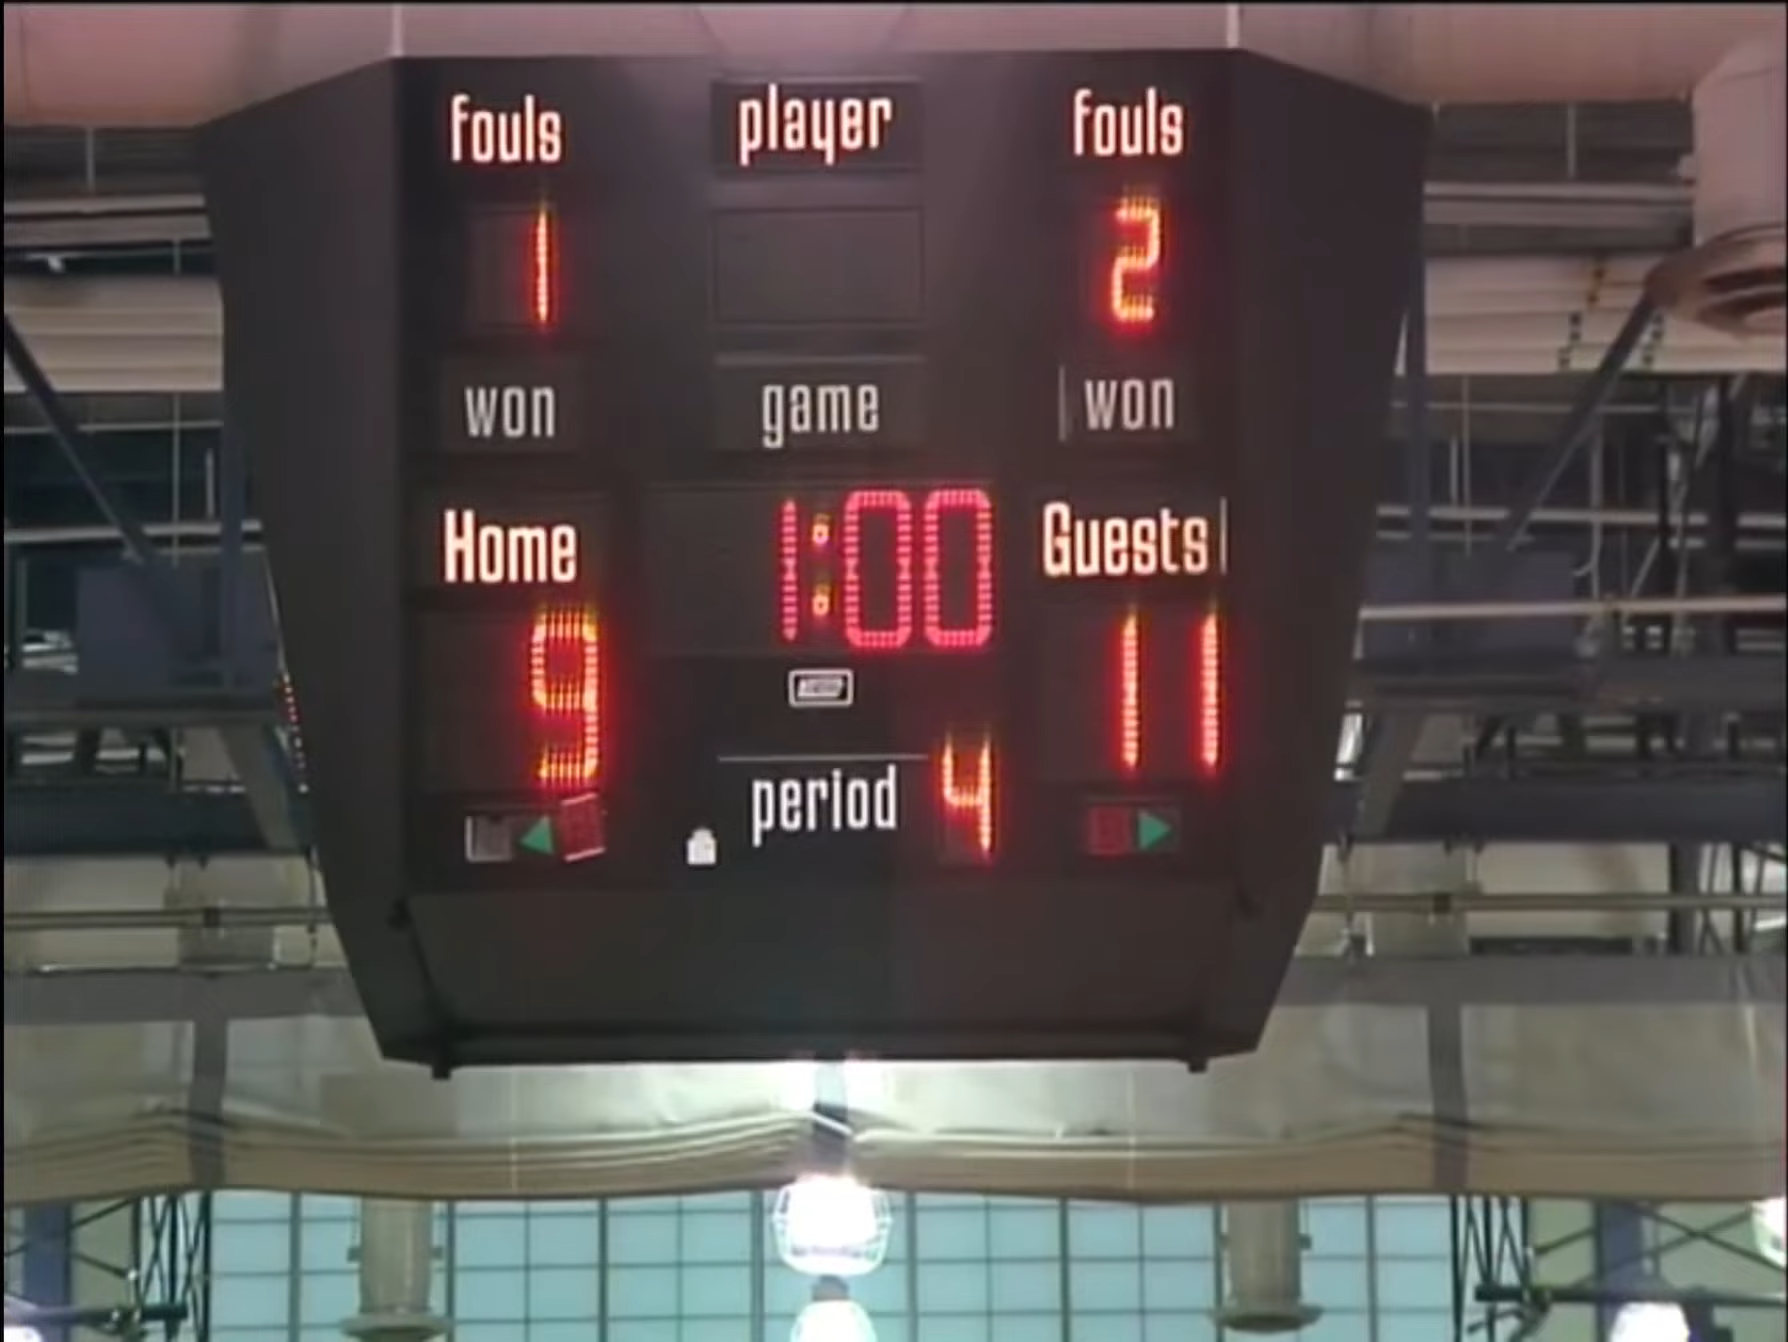 fouls player fouls
1 2
won game won
Home 1:00 Guests
9 11
period 4